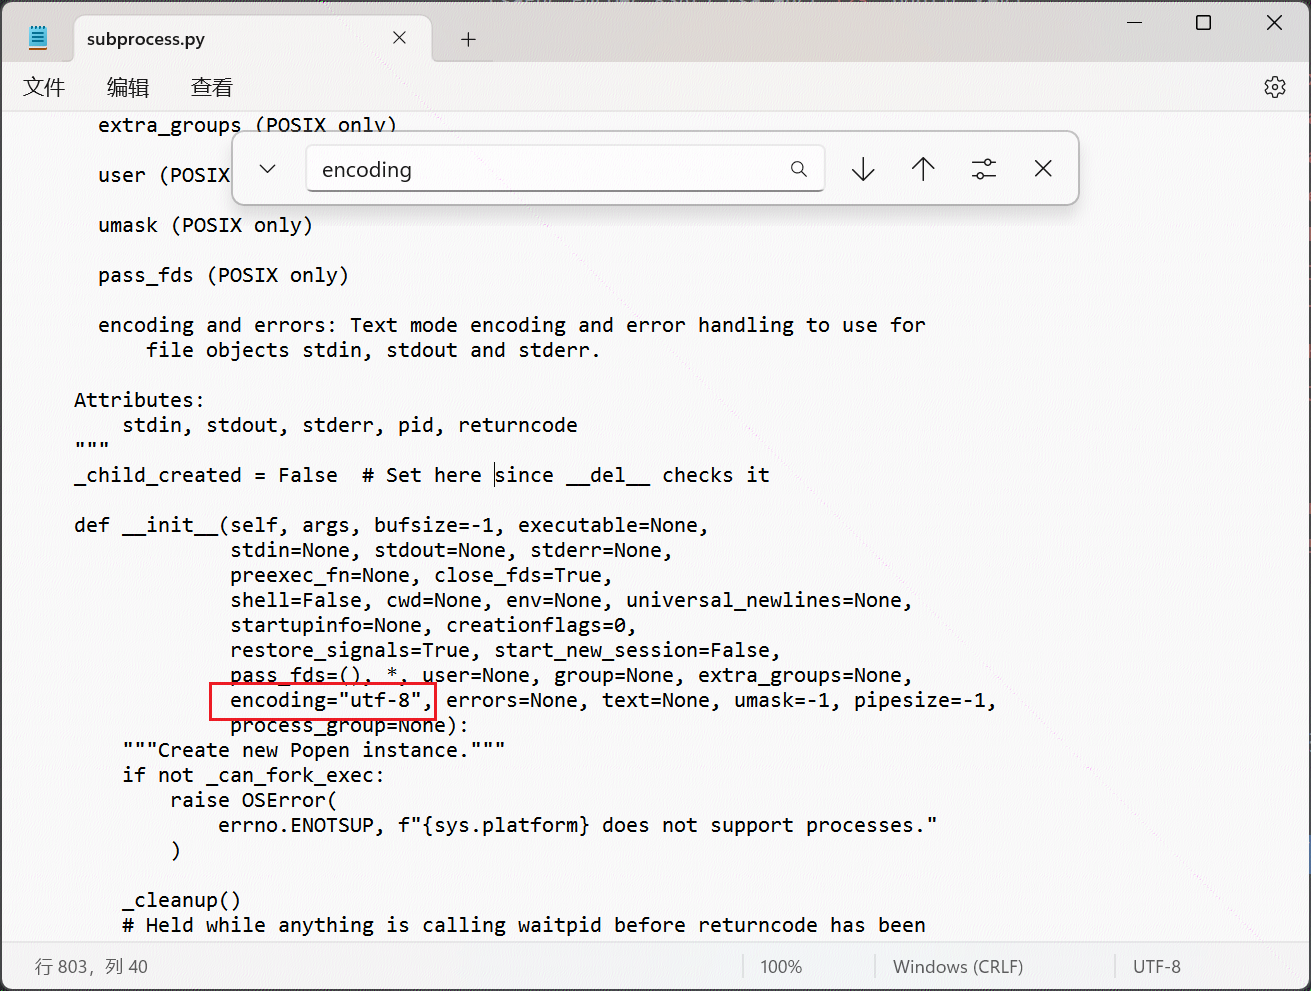 subprocess.py
文件 编辑 查看
extra_groups (POSIX only)
encoding
user (POSIX
umask (POSIX only)
pass_fds (POSIX only)
encoding and errors: Text mode encoding and error handling to use for
file objects stdin, stdout and stderr.
Attributes:
stdin, stdout, stderr, pid, returncode
"""
_child_created = False  # Set here since __del__ checks it
def __init__(self, args, bufsize=-1, executable=None,
stdin=None, stdout=None, stderr=None,
preexec_fn=None, close_fds=True,
shell=False, cwd=None, env=None, universal_newlines=None,
startupinfo=None, creationflags=0,
restore_signals=True, start_new_session=False,
pass_fds=(), *, user=None, group=None, extra_groups=None,
encoding="utf-8", errors=None, text=None, umask=-1, pipesize=-1,
process_group=None):
"""Create new Popen instance."""
if not _can_fork_exec:
raise OSError(
errno.ENOTSUP, f"{sys.platform} does not support processes."
)
_cleanup()
# Held while anything is calling waitpid before returncode has been
行 803，列 40 100% Windows (CRLF) UTF-8